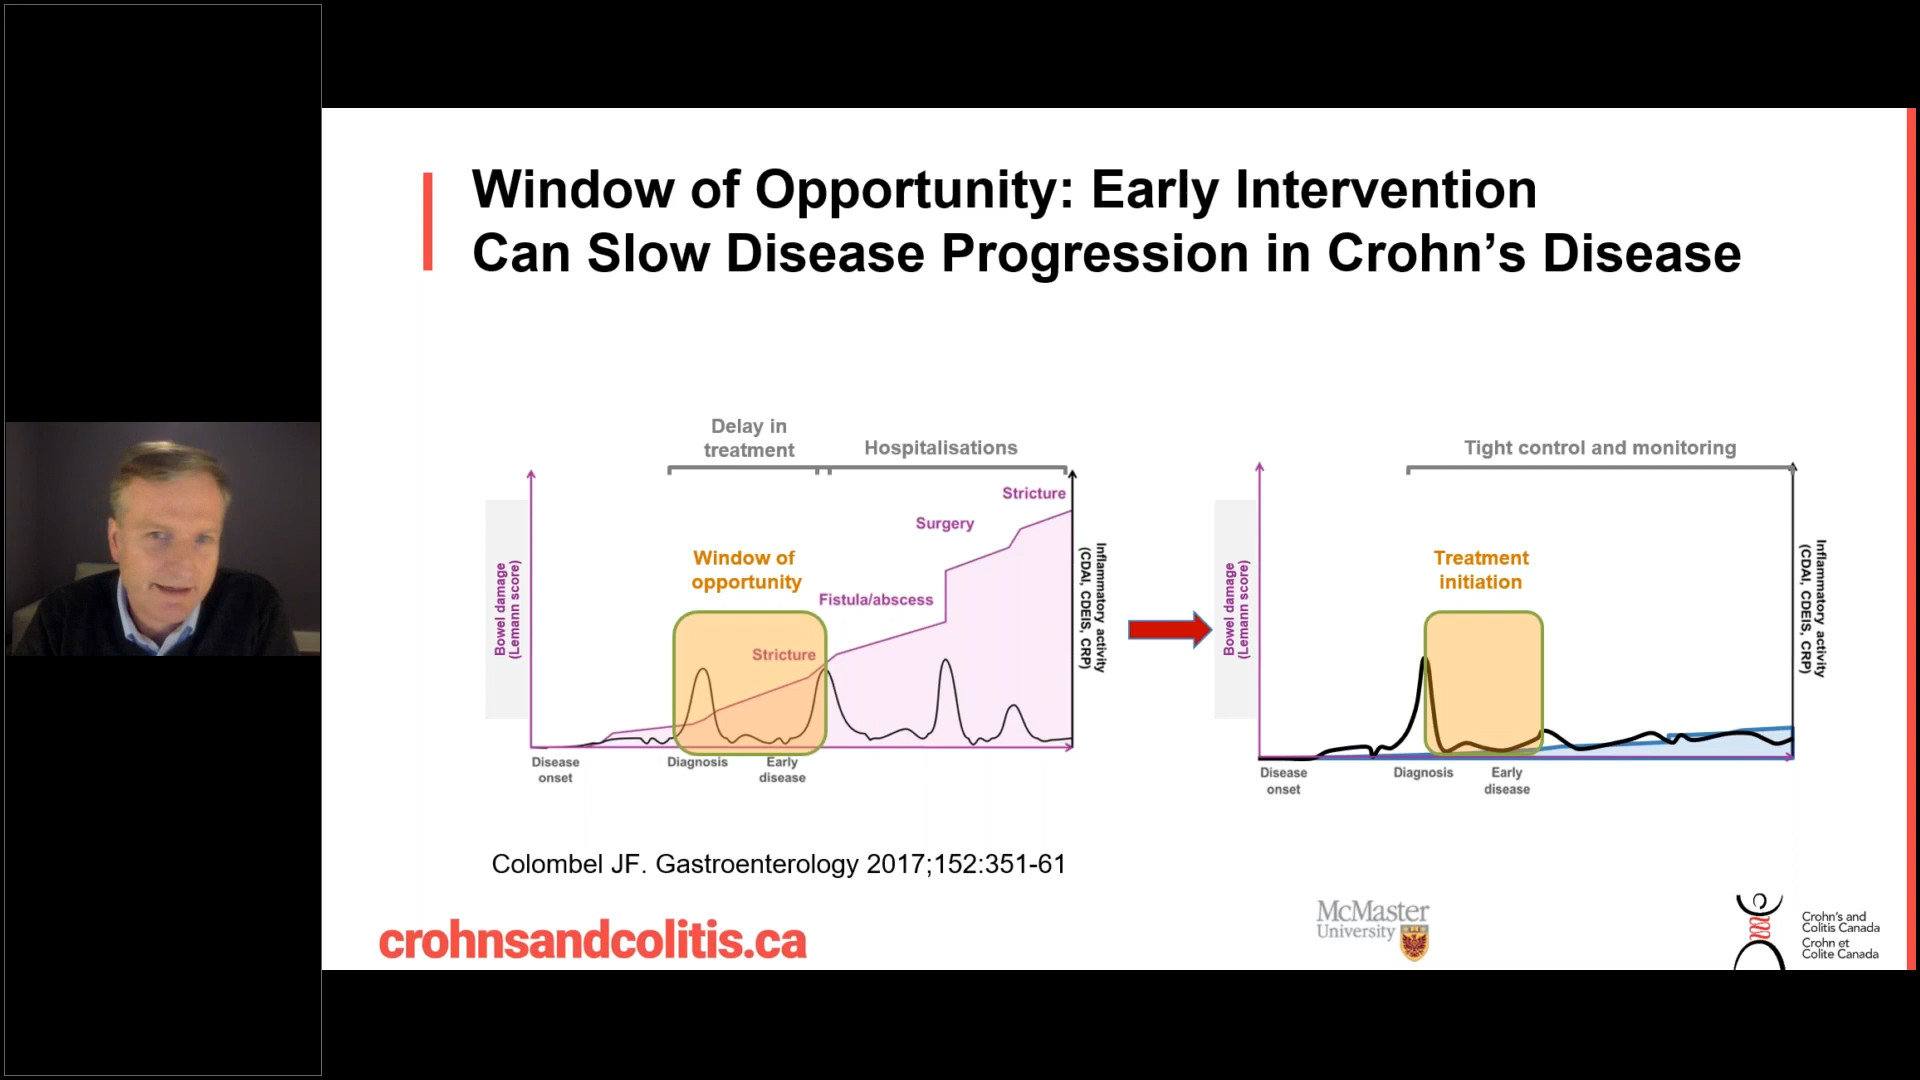 Window of Opportunity: Early Intervention
Can Slow Disease Progression in Crohn’s Disease
Delay in
treatment
Hospitalisations
Stricture
Surgery
Window of
opportunity
Fistula/abscess
Stricture
Bowel damage
(Lemann score)
Inflammatory activity
(CDAI, CDEIS, CRP)
Disease
onset
Diagnosis
Early
disease
Tight control and monitoring
Treatment
initiation
Bowel damage
(Lemann score)
Inflammatory activity
(CDAI, CDEIS, CRP)
Disease
onset
Diagnosis
Early
disease
Colombel JF. Gastroenterology 2017;152:351-61
crohnsandcolitis.ca
McMaster
University
Crohn's and
Colitis Canada
Crohn et
Colite Canada